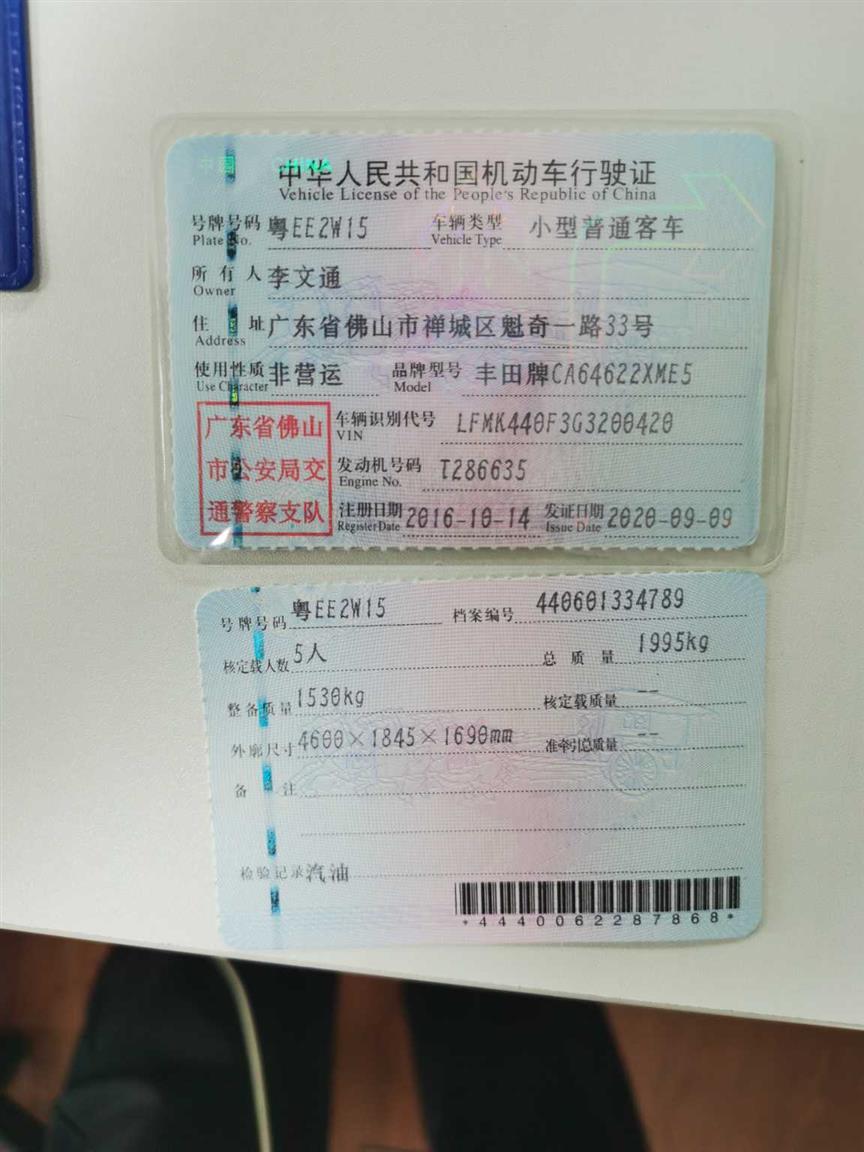 中国 CHINA
中华人民共和国机动车行驶证
Vehicle License of the People's Republic of China
号牌号码 粤EE2W15 车辆类型 小型普通客车
Plate No. Vehicle Type
所有人 李文通
Owner
住址 广东省佛山市禅城区魁奇一路33号
Address
使用性质 非营运 品牌型号 丰田牌CA64622XME5
Use Character Model
广东省佛山市公安局交通警察支队
车辆识别代号 LFMK440F3G3200420
VIN
发动机号码 T286635
Engine No.
注册日期 2016-10-14 发证日期 2020-09-09
Register Date Issue Date
号牌号码 粤EE2W15 档案编号 440601334789
核定载人数 5人 总质量 1995kg
整备质量 1530kg 核定载质量 --
外廓尺寸 4600×1845×1690mm 准牵引总质量 --
备注
检验记录 汽油
*4440062287868*